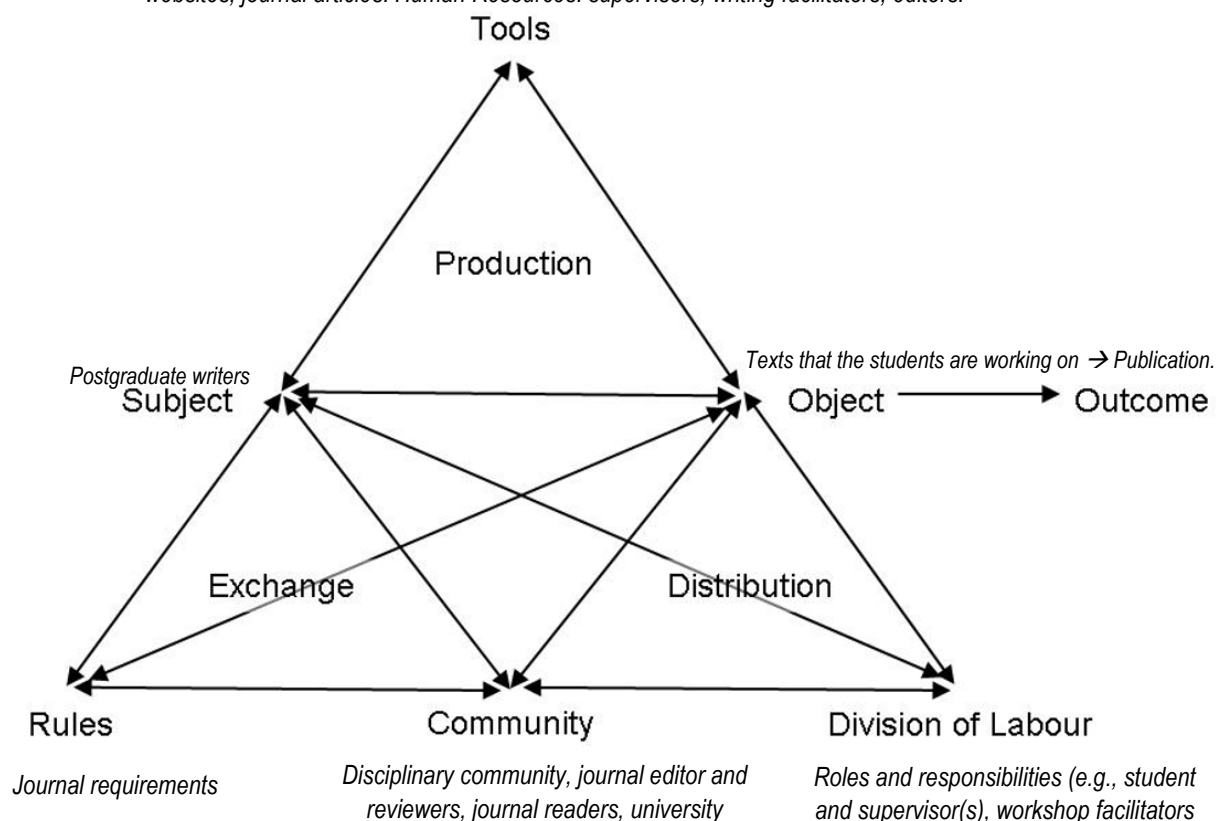 websites, journal articles. Human Resources: supervisors, writing facilitators, editors.
Tools
Production
Postgraduate writers
Subject
Texts that the students are working on → Publication.
Object
Outcome
Exchange
Distribution
Rules
Community
Division of Labour
Journal requirements
Disciplinary community, journal editor and
reviewers, journal readers, university
Roles and responsibilities (e.g., student
and supervisor(s), workshop facilitators